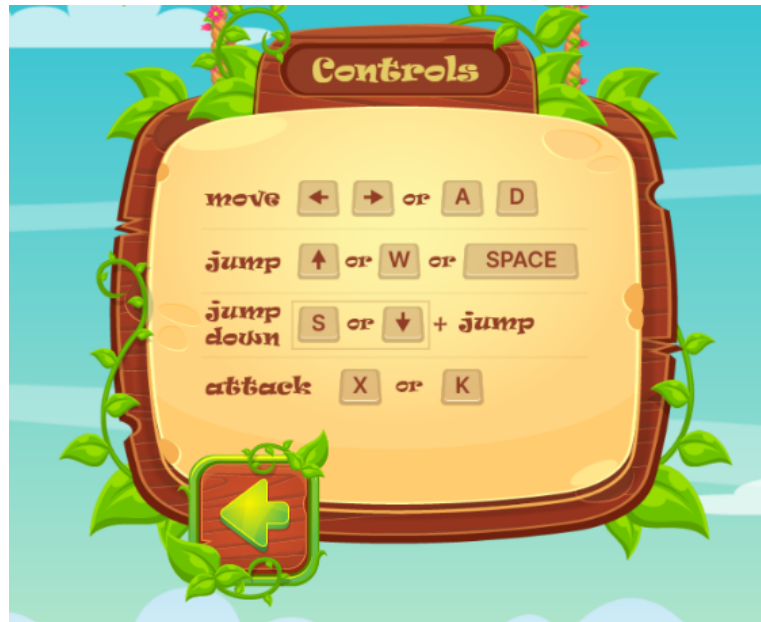 Controls
move ← → or A D
jump ↑ or W or SPACE
jump
down S or ↓ + jump
attack X or K